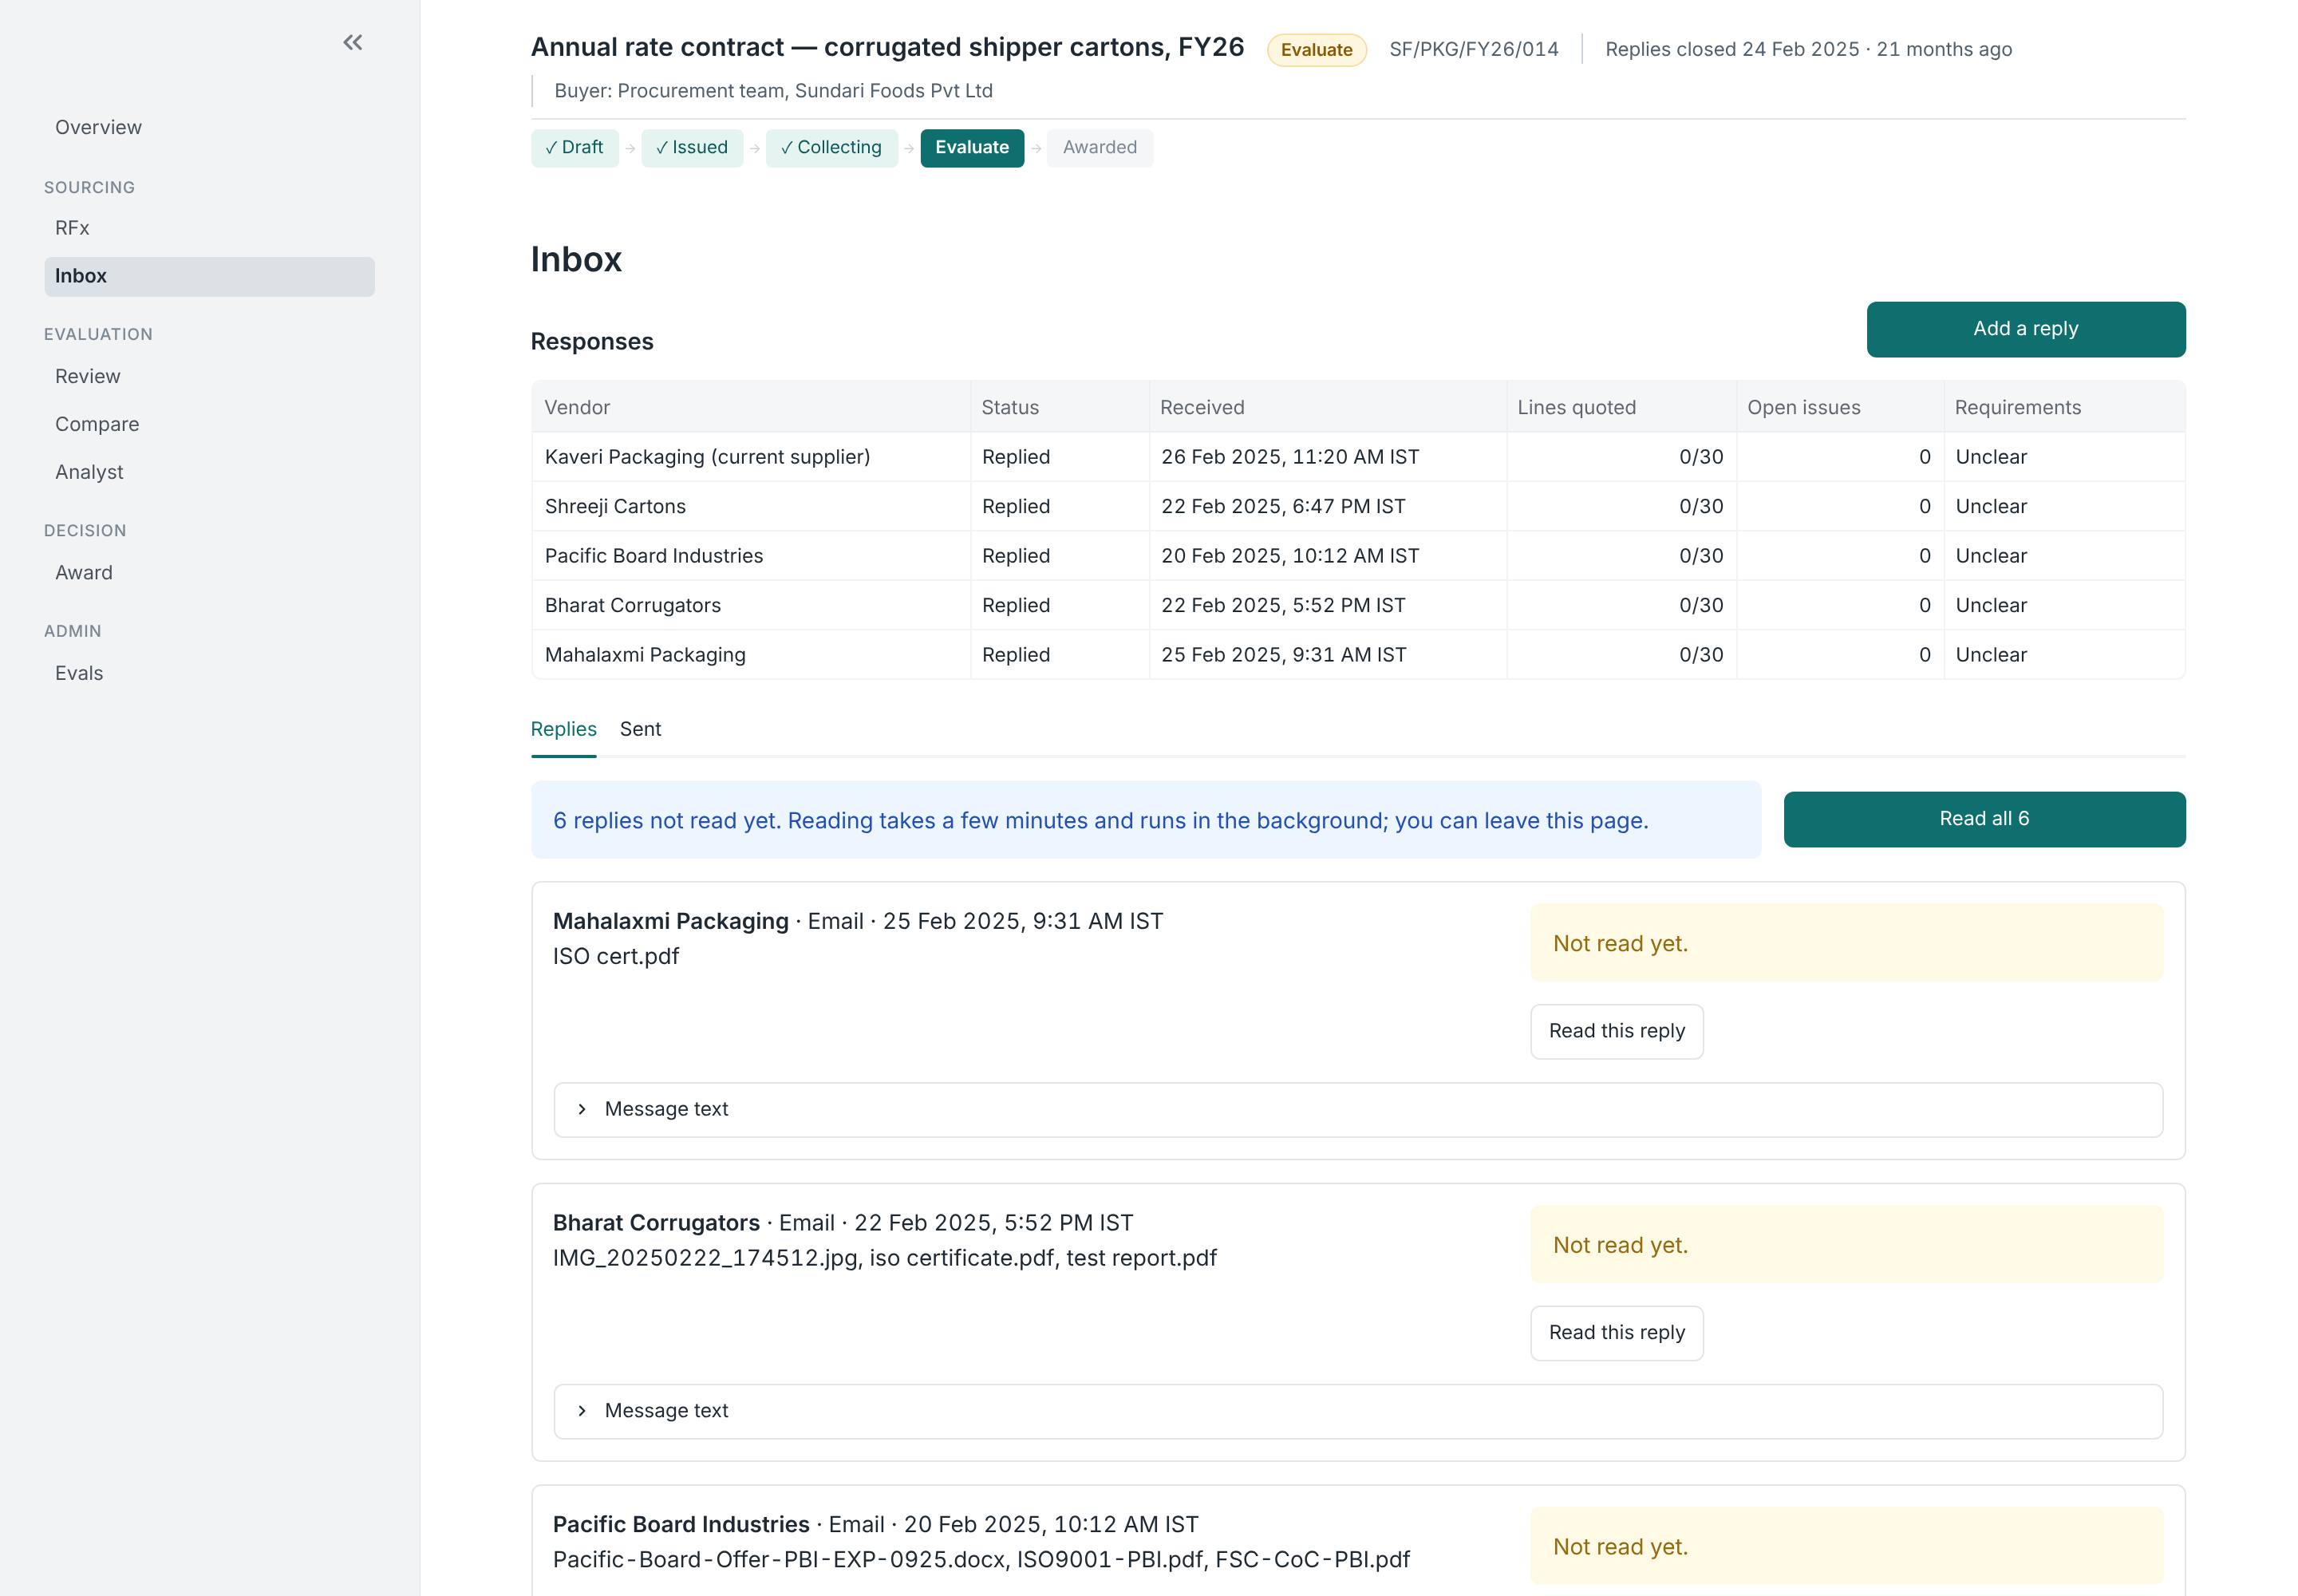 Annual rate contract — corrugated shipper cartons, FY26 Evaluate SF/PKG/FY26/014 Replies closed 24 Feb 2025 · 21 months ago
Buyer: Procurement team, Sundari Foods Pvt Ltd
✓ Draft → ✓ Issued → ✓ Collecting → Evaluate → Awarded
Overview
SOURCING
RFx
Inbox
EVALUATION
Review
Compare
Analyst
DECISION
Award
ADMIN
Evals
Inbox
Responses
Add a reply
Vendor Status Received Lines quoted Open issues Requirements
Kaveri Packaging (current supplier) Replied 26 Feb 2025, 11:20 AM IST 0/30 0 Unclear
Shreeji Cartons Replied 22 Feb 2025, 6:47 PM IST 0/30 0 Unclear
Pacific Board Industries Replied 20 Feb 2025, 10:12 AM IST 0/30 0 Unclear
Bharat Corrugators Replied 22 Feb 2025, 5:52 PM IST 0/30 0 Unclear
Mahalaxmi Packaging Replied 25 Feb 2025, 9:31 AM IST 0/30 0 Unclear
Replies Sent
6 replies not read yet. Reading takes a few minutes and runs in the background; you can leave this page.
Read all 6
Mahalaxmi Packaging · Email · 25 Feb 2025, 9:31 AM IST
ISO cert.pdf
Not read yet.
Read this reply
Message text
Bharat Corrugators · Email · 22 Feb 2025, 5:52 PM IST
IMG_20250222_174512.jpg, iso certificate.pdf, test report.pdf
Not read yet.
Read this reply
Message text
Pacific Board Industries · Email · 20 Feb 2025, 10:12 AM IST
Pacific-Board-Offer-PBI-EXP-0925.docx, ISO9001-PBI.pdf, FSC-CoC-PBI.pdf
Not read yet.